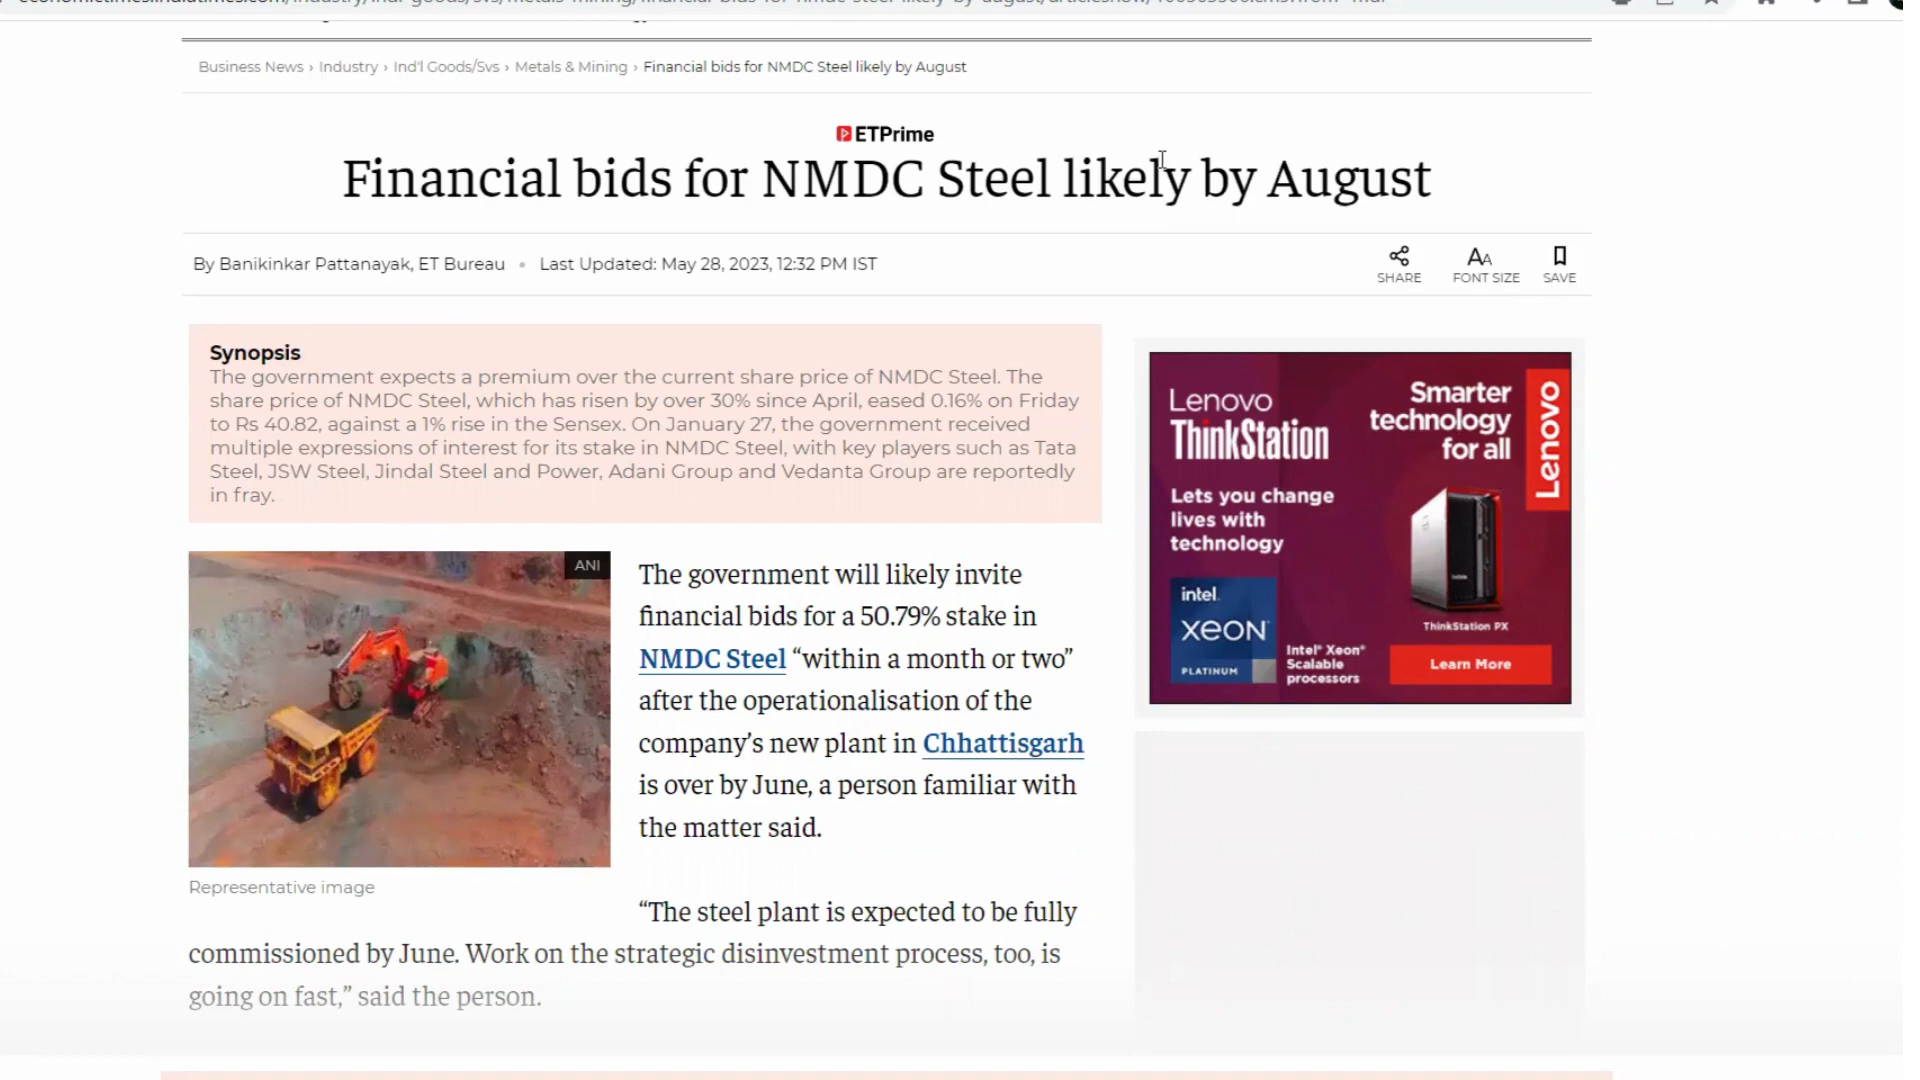 Business News › Industry › Ind'l Goods/Svs › Metals & Mining › Financial bids for NMDC Steel likely by August
ETPrime
Financial bids for NMDC Steel likely by August
By Banikinkar Pattanayak, ET Bureau • Last Updated: May 28, 2023, 12:32 PM IST
SHARE
FONT SIZE
SAVE
Synopsis
The government expects a premium over the current share price of NMDC Steel. The
share price of NMDC Steel, which has risen by over 30% since April, eased 0.16% on Friday
to Rs 40.82, against a 1% rise in the Sensex. On January 27, the government received
multiple expressions of interest for its stake in NMDC Steel, with key players such as Tata
Steel, JSW Steel, Jindal Steel and Power, Adani Group and Vedanta Group are reportedly
in fray.
ANI
Representative image
The government will likely invite
financial bids for a 50.79% stake in
NMDC Steel “within a month or two”
after the operationalisation of the
company’s new plant in Chhattisgarh
is over by June, a person familiar with
the matter said.
“The steel plant is expected to be fully
commissioned by June. Work on the strategic disinvestment process, too, is
going on fast,” said the person.
Lenovo
ThinkStation
Smarter
technology
for all
Lenovo
Lets you change
lives with
technology
intel.
xeon
PLATINUM
Intel® Xeon®
Scalable
processors
ThinkStation PX
Learn More